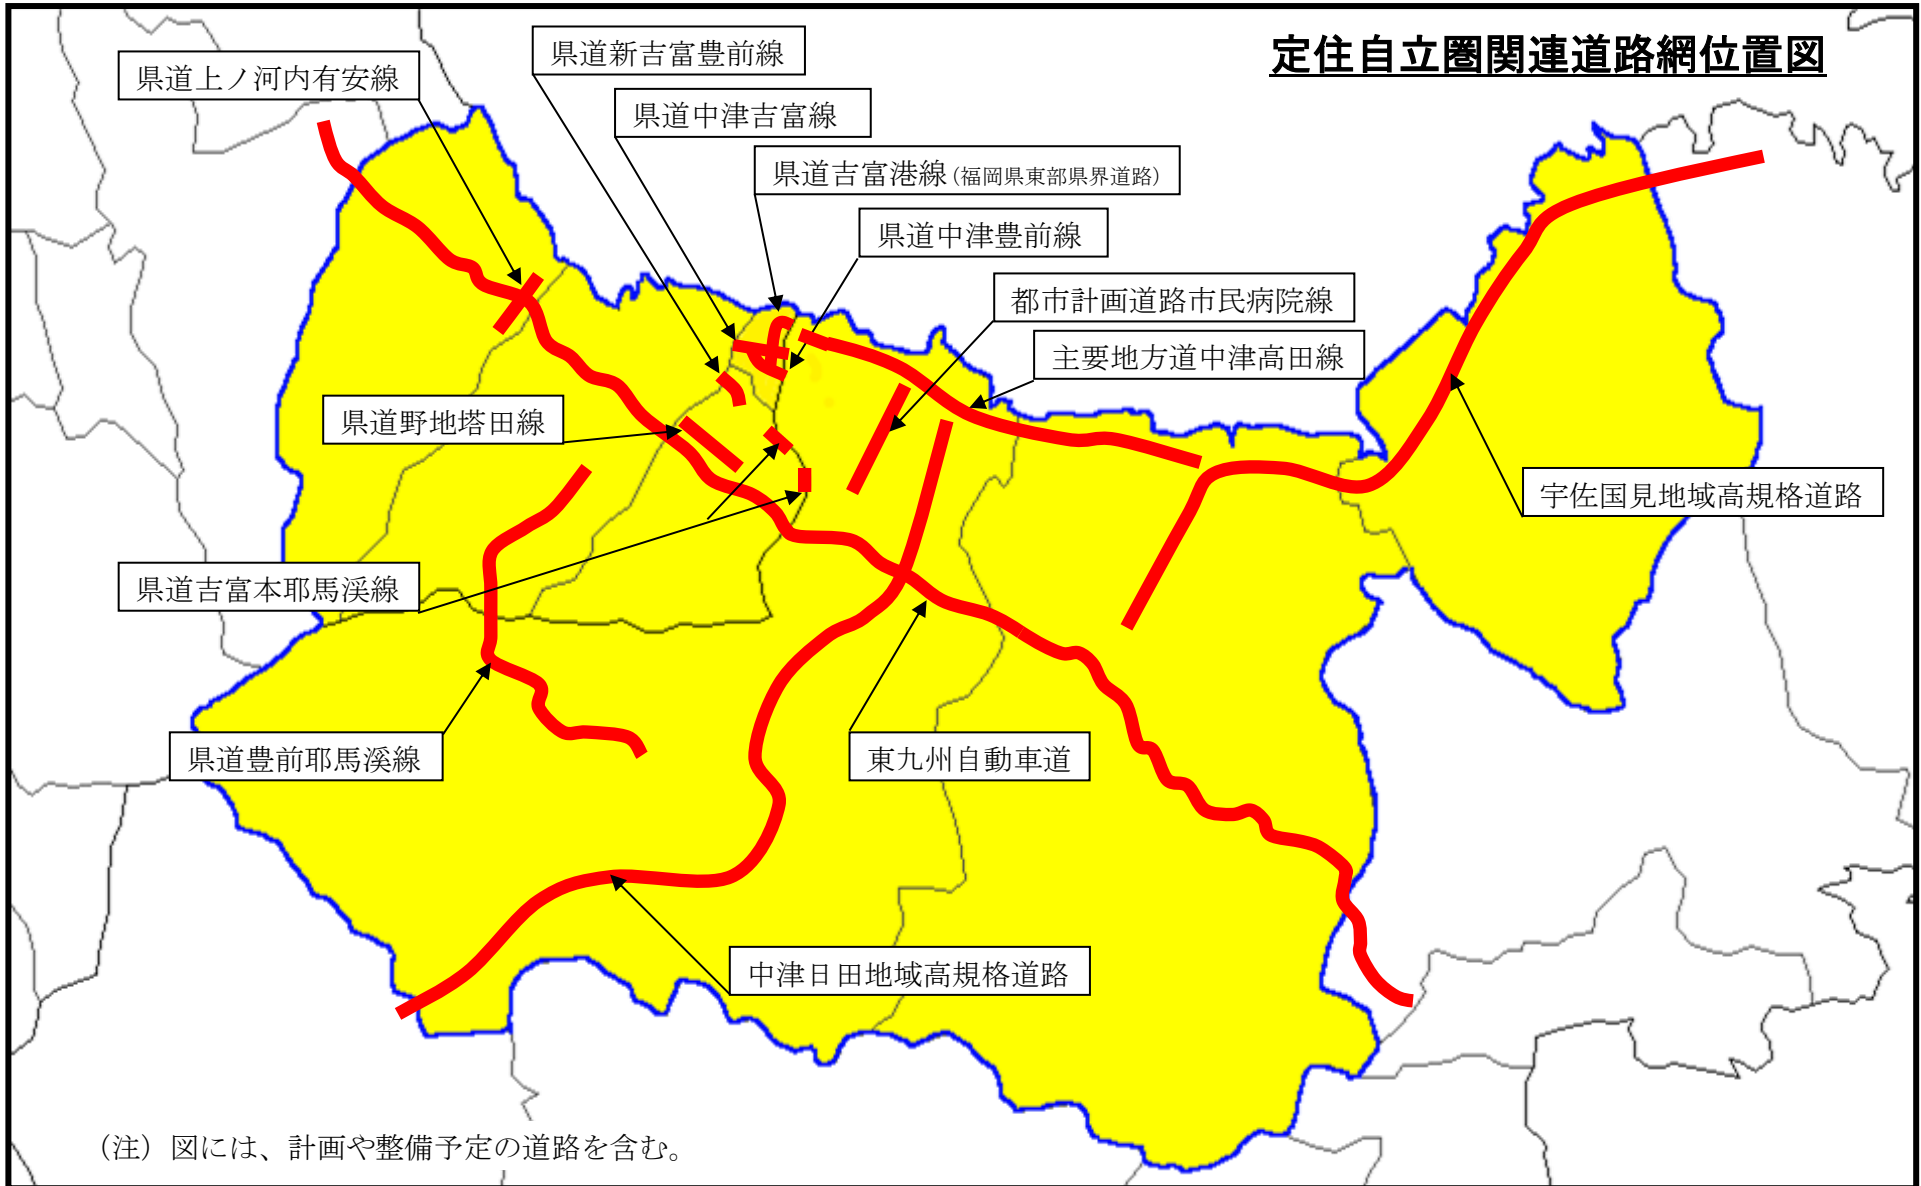 定住自立圏関連道路網位置図
県道新吉富豊前線
県道上ノ河内有安線
県道中津吉富線
県道吉富港線(福岡県東部県界道路)
県道中津豊前線
都市計画道路市民病院線
主要地方道中津高田線
県道野地塔田線
宇佐国見地域高規格道路
県道吉富本耶馬溪線
県道豊前耶馬溪線
東九州自動車道
中津日田地域高規格道路
（注）図には、計画や整備予定の道路を含む。